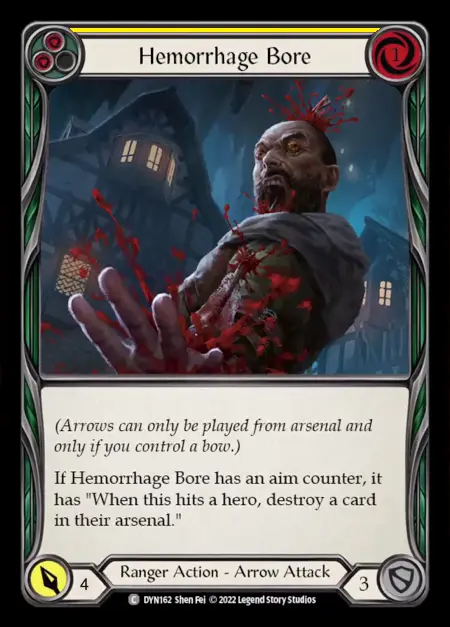 Hemorrhage Bore
1
(Arrows can only be played from arsenal and
only if you control a bow.)
If Hemorrhage Bore has an aim counter, it
has "When this hits a hero, destroy a card
in their arsenal."
4
Ranger Action - Arrow Attack
3
C DYN162 Shen Fei © 2022 Legend Story Studios